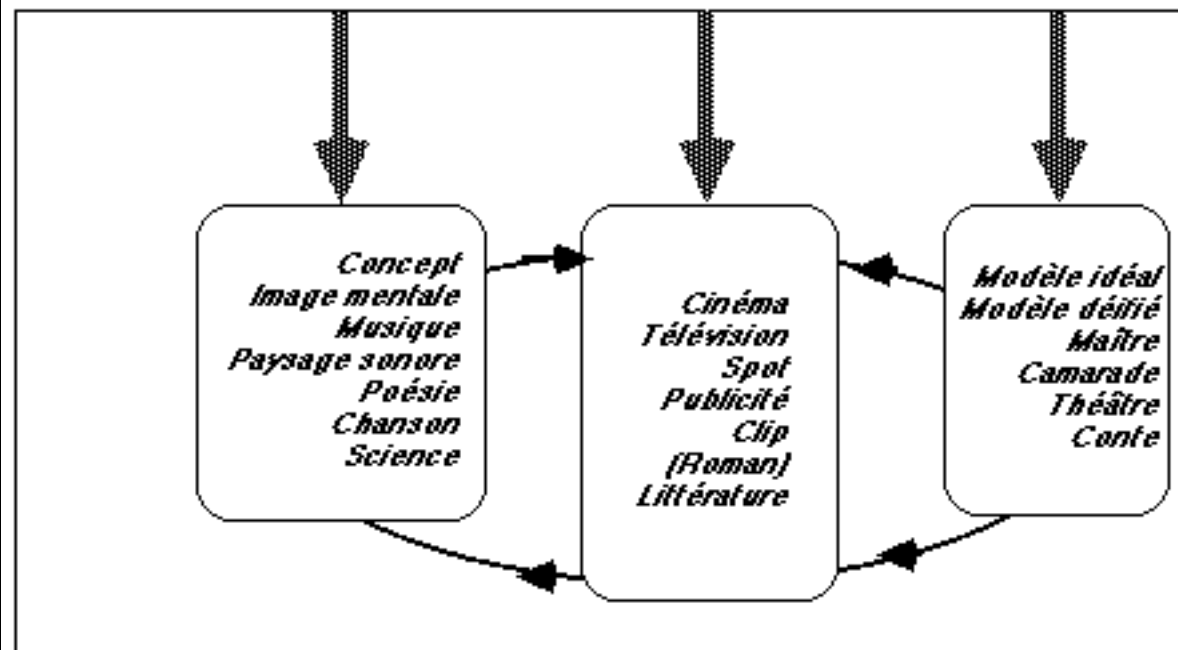 Concept
Image mentale
Musique
Paysage sonore
Poésie
Chanson
Science
Cinéma
Télévision
Spot
Publicité
Clip
(Roman)
Littérature
Modèle idéal
Modèle déifié
Maître
Camarade
Théâtre
Conte